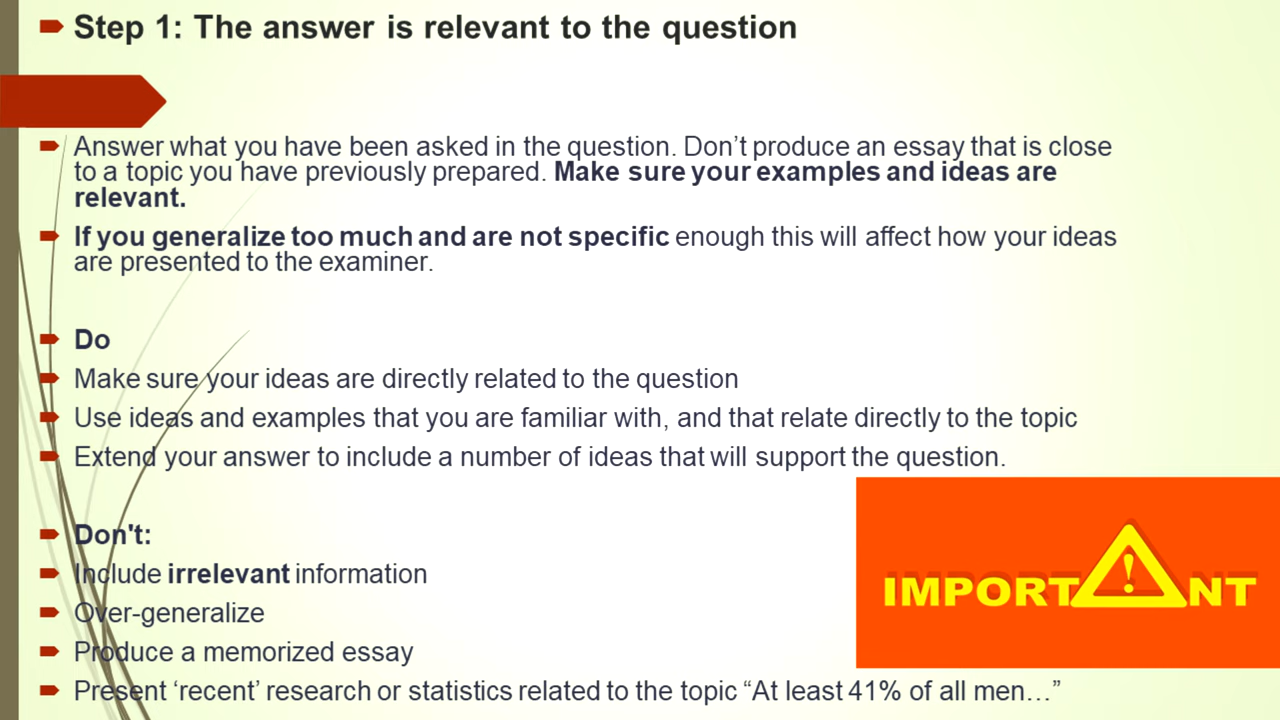 Step 1: The answer is relevant to the question
Answer what you have been asked in the question. Don’t produce an essay that is close
to a topic you have previously prepared. Make sure your examples and ideas are
relevant.
If you generalize too much and are not specific enough this will affect how your ideas
are presented to the examiner.
Do
Make sure your ideas are directly related to the question
Use ideas and examples that you are familiar with, and that relate directly to the topic
Extend your answer to include a number of ideas that will support the question.
Don't:
Include irrelevant information
Over-generalize
Produce a memorized essay
Present ‘recent’ research or statistics related to the topic “At least 41% of all men…”
IMPORTANT